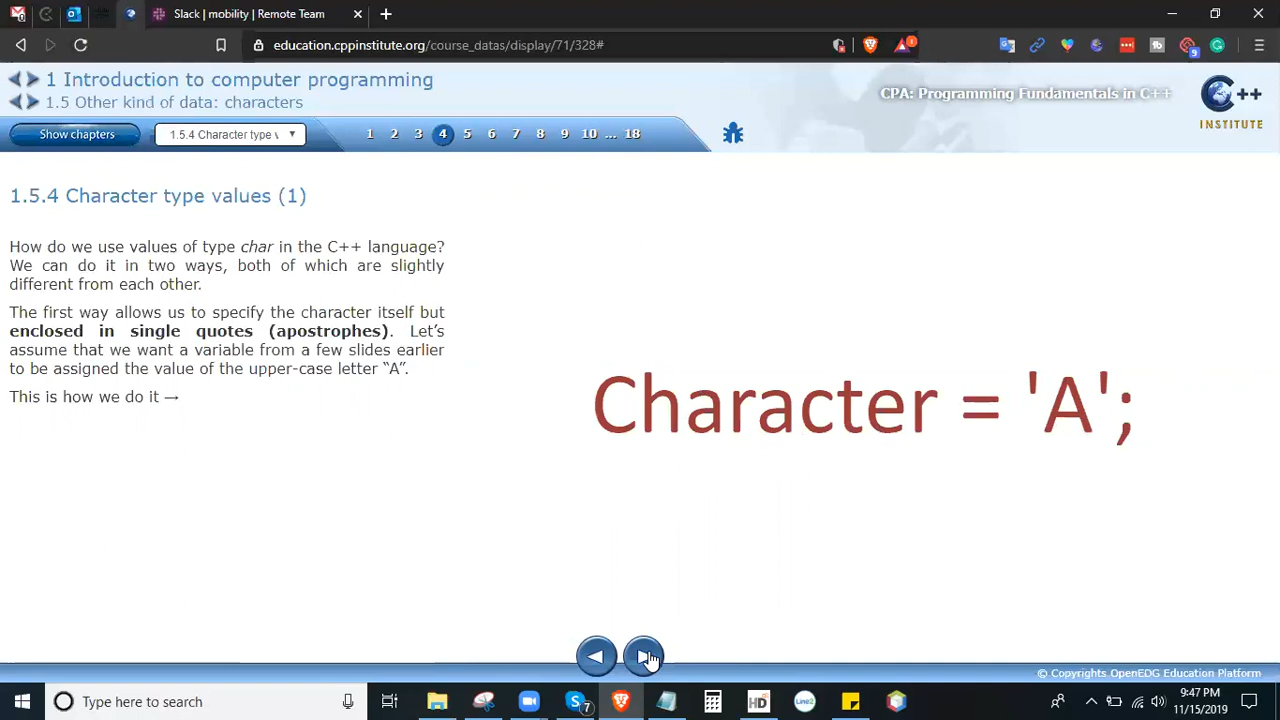 Slack | mobility | Remote Team
education.cppinstitute.org/course_datas/display/71/328#
1 Introduction to computer programming
1.5 Other kind of data: characters
CPA: Programming Fundamentals in C++
C++
INSTITUTE
Show chapters
1.5.4 Character type v
1 2 3 4 5 6 7 8 9 10 ... 18
1.5.4 Character type values (1)
How do we use values of type char in the C++ language?
We can do it in two ways, both of which are slightly
different from each other.
The first way allows us to specify the character itself but
enclosed in single quotes (apostrophes). Let's
assume that we want a variable from a few slides earlier
to be assigned the value of the upper-case letter “A”.
This is how we do it →
Character = 'A';
© Copyrights OpenEDG Education Platform
Type here to search
7
HD
Line2
9
1
9:47 PM
11/15/2019